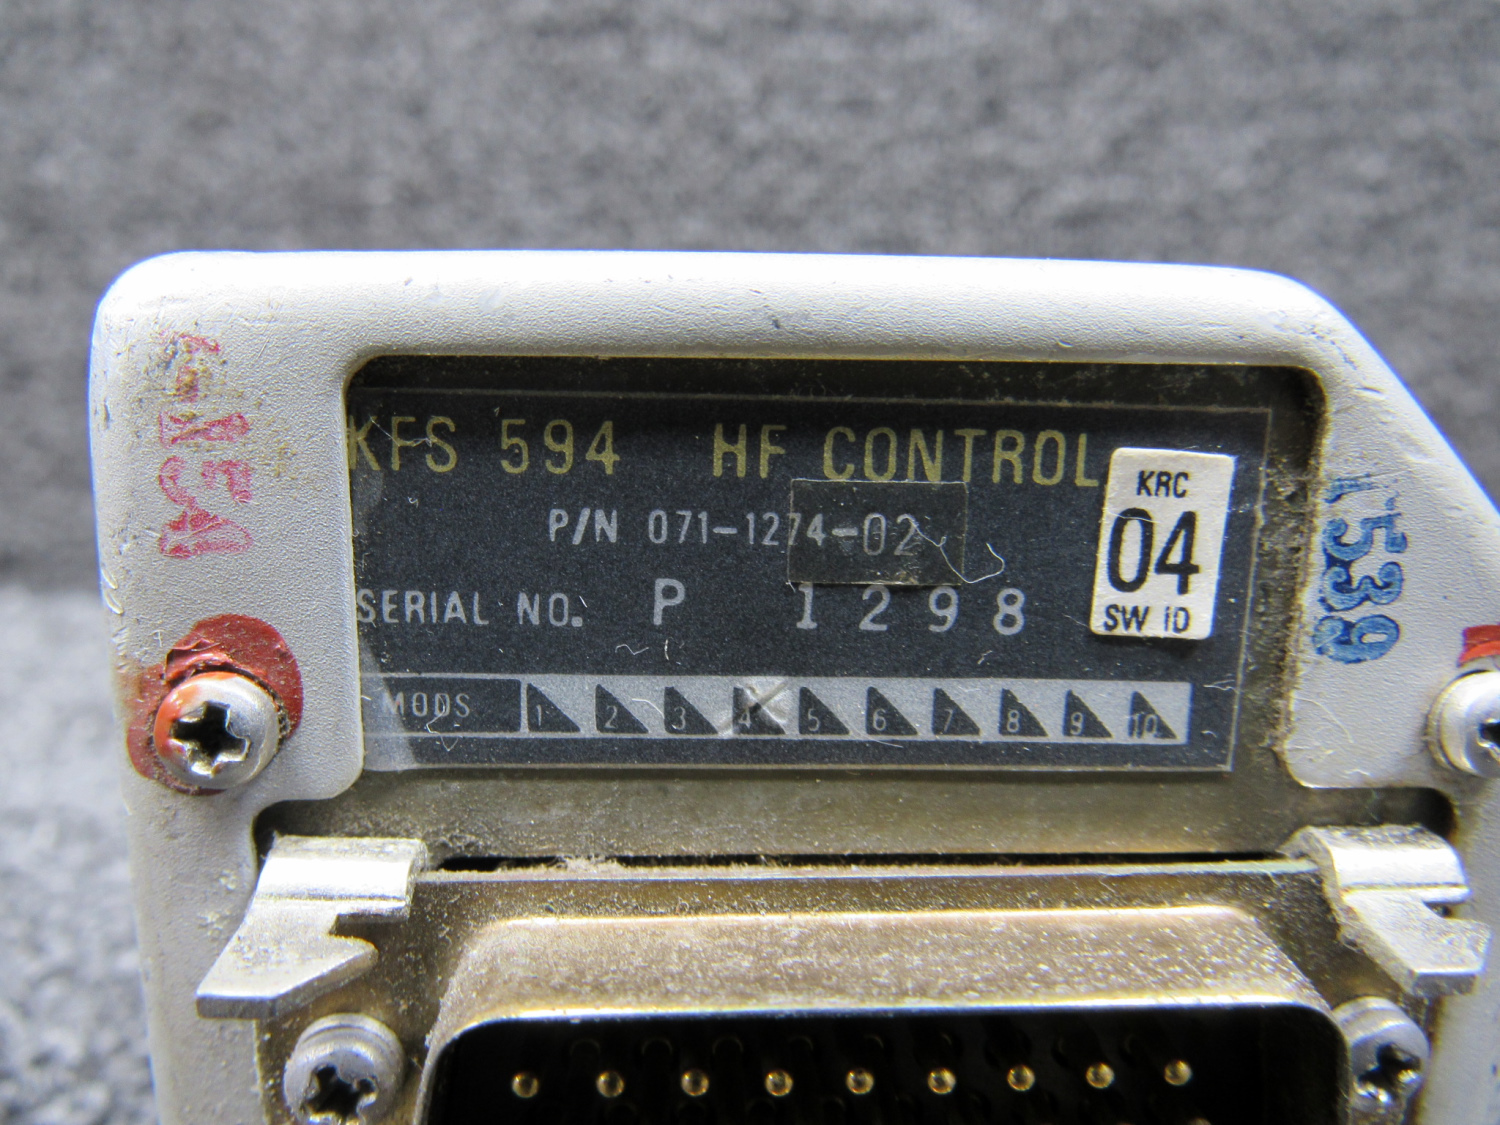 KFS 594 HF CONTROL
P/N 071-1274-02
SERIAL NO. P 1298
KRC
04
SW ID
MODS 1 2 3 4 5 6 7 8 9 10
1539